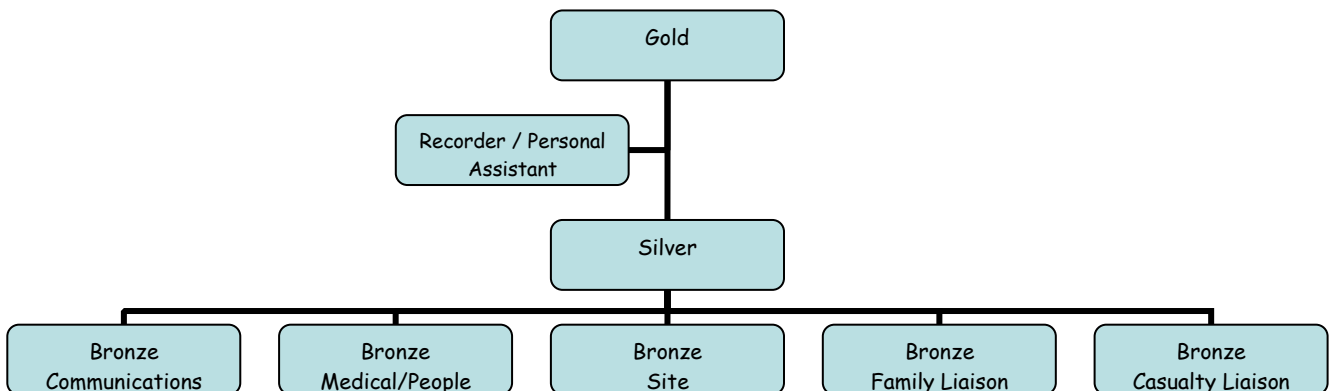 Gold
Recorder / Personal
Assistant
Silver
Bronze
Communications
Bronze
Medical/People
Bronze
Site
Bronze
Family Liaison
Bronze
Casualty Liaison